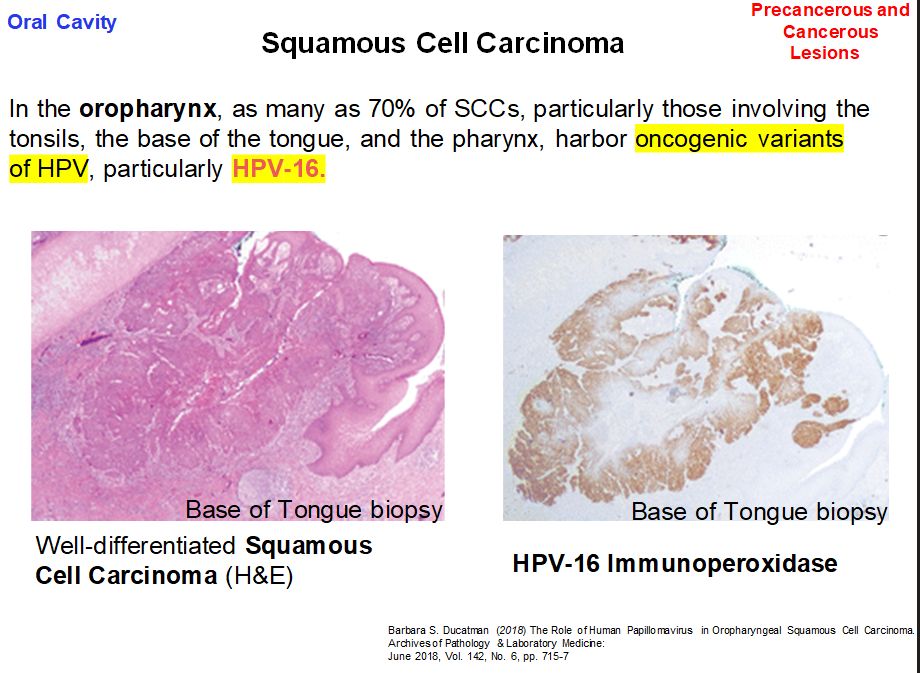 Oral Cavity
Precancerous and
Cancerous
Lesions
Squamous Cell Carcinoma
In the oropharynx, as many as 70% of SCCs, particularly those involving the
tonsils, the base of the tongue, and the pharynx, harbor oncogenic variants
of HPV, particularly HPV-16.
Base of Tongue biopsy
Base of Tongue biopsy
Well-differentiated Squamous
Cell Carcinoma (H&E)
HPV-16 Immunoperoxidase
Barbara S. Ducatman (2018) The Role of Human Papillomavirus in Oropharyngeal Squamous Cell Carcinoma.
Archives of Pathology & Laboratory Medicine:
June 2018, Vol. 142, No. 6, pp. 715-7